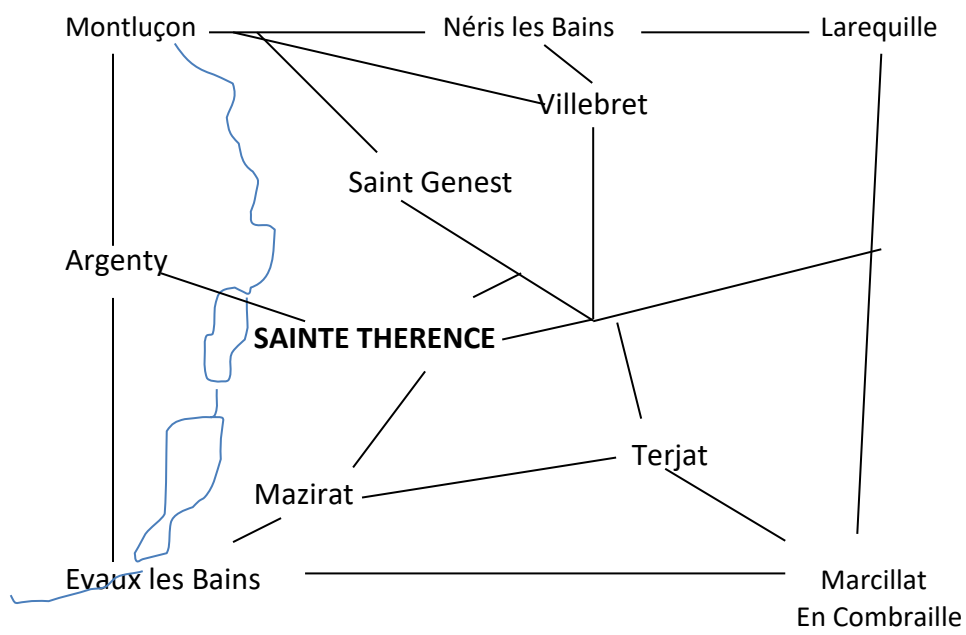 Montluçon
Néris les Bains
Larequille
Villebret
Saint Genest
Argenty
SAINTE THERENCE
Terjat
Mazirat
Evaux les Bains
Marcillat
En Combraille